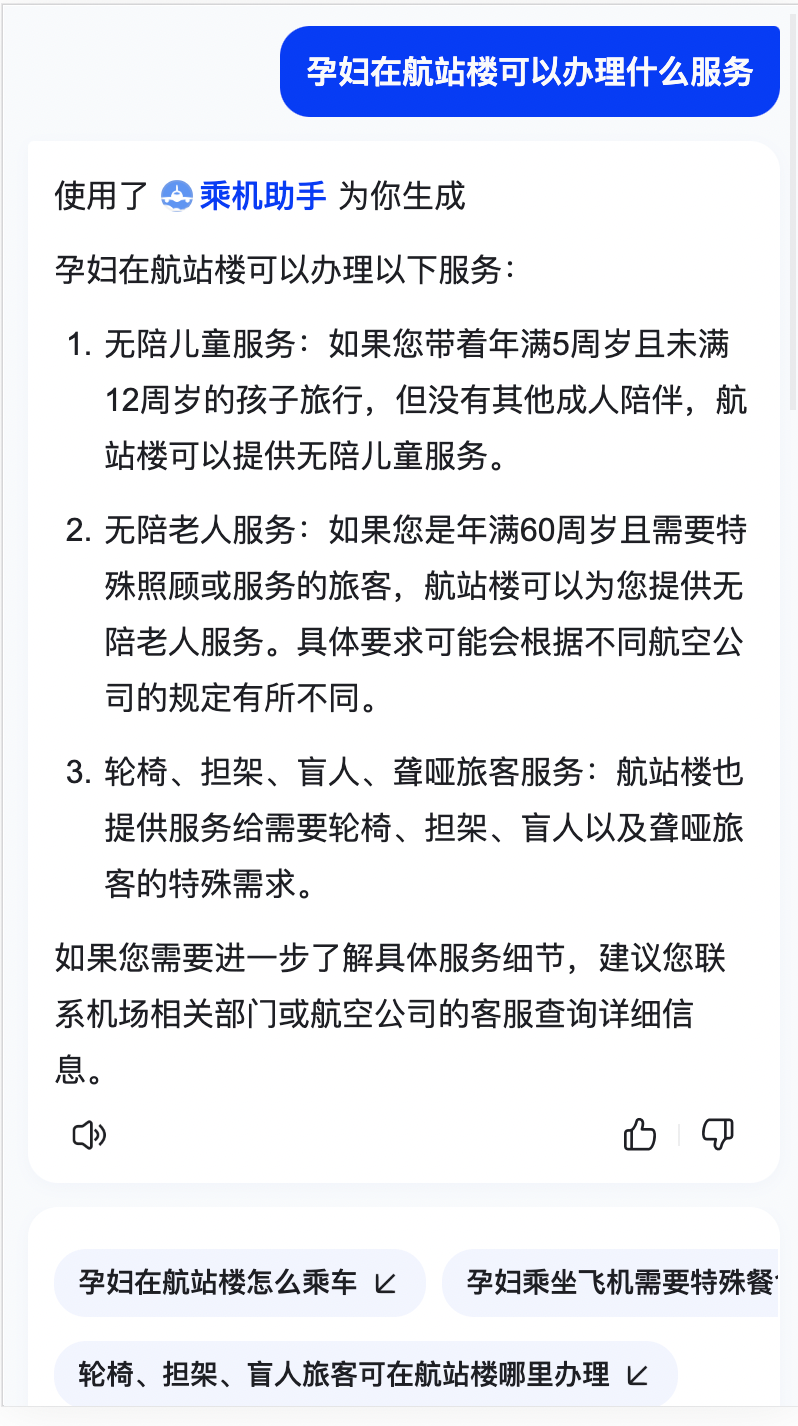 孕妇在航站楼可以办理什么服务
使用了 乘机助手 为你生成
孕妇在航站楼可以办理以下服务：
1. 无陪儿童服务：如果您带着年满5周岁且未满
12周岁的孩子旅行，但没有其他成人陪伴，航
站楼可以提供无陪儿童服务。
2. 无陪老人服务：如果您是年满60周岁且需要特
殊照顾或服务的旅客，航站楼可以为您提供无
陪老人服务。具体要求可能会根据不同航空公
司的规定有所不同。
3. 轮椅、担架、盲人、聋哑旅客服务：航站楼也
提供服务给需要轮椅、担架、盲人以及聋哑旅
客的特殊需求。
如果您需要进一步了解具体服务细节，建议您联
系机场相关部门或航空公司的客服查询详细信
息。
孕妇在航站楼怎么乘车
孕妇乘坐飞机需要特殊餐
轮椅、担架、盲人旅客可在航站楼哪里办理